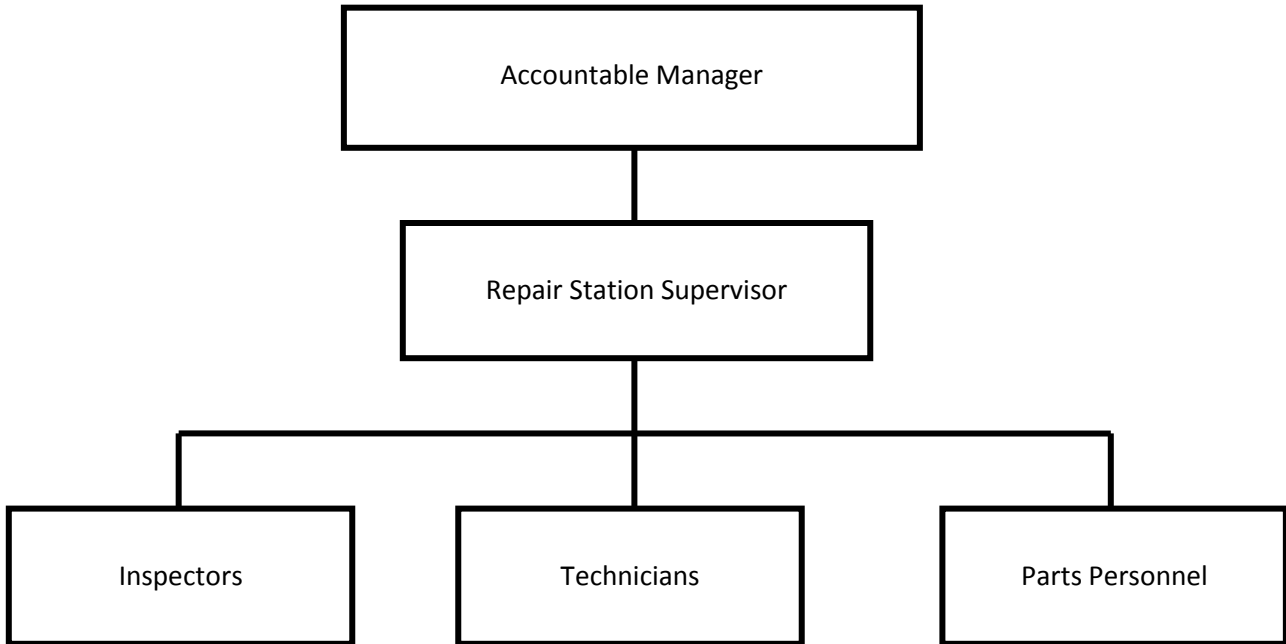 Accountable Manager
Repair Station Supervisor
Inspectors
Technicians
Parts Personnel